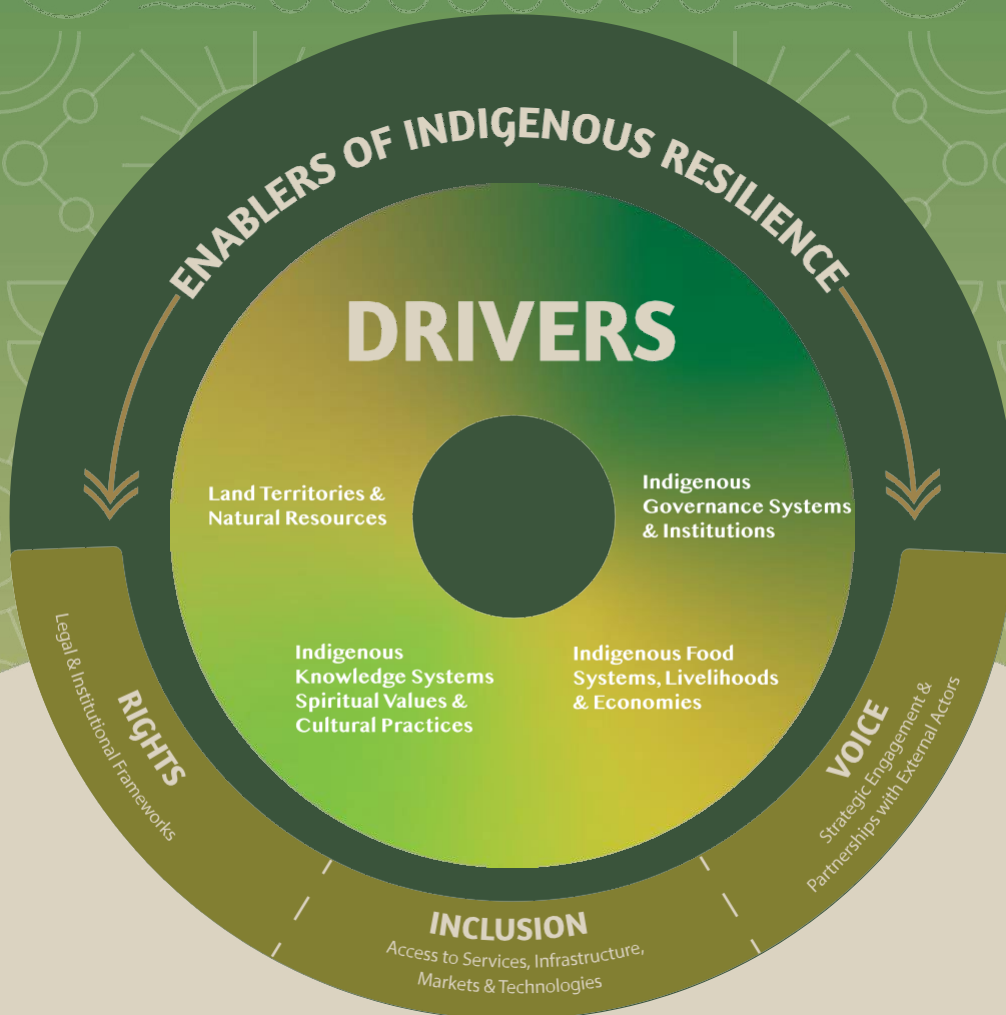 ENABLERS OF INDIGENOUS RESILIENCE
DRIVERS
Land Territories &
Natural Resources
Indigenous
Governance Systems
& Institutions
Indigenous
Knowledge Systems
Spiritual Values &
Cultural Practices
Indigenous Food
Systems, Livelihoods
& Economies
RIGHTS
Legal & Institutional Frameworks
INCLUSION
Access to Services, Infrastructure,
Markets & Technologies
VOICE
Strategic Engagement &
Partnerships with External Actors